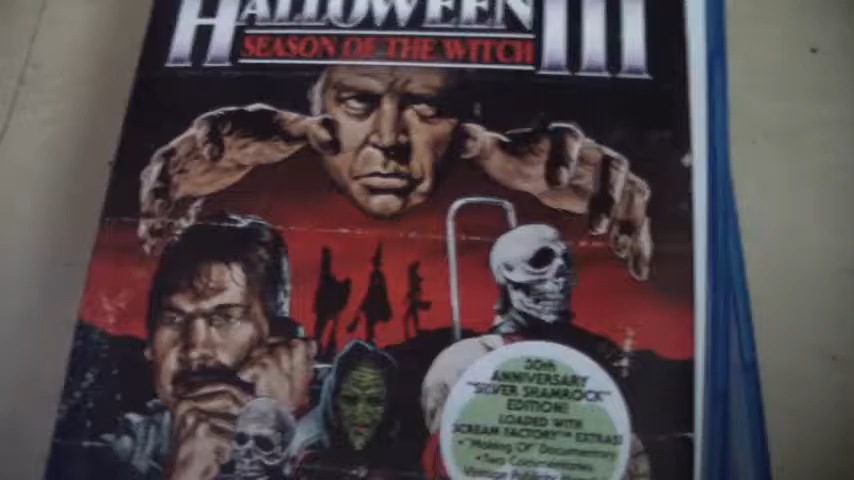 HALLOWEEN III
SEASON OF THE WITCH
30th
ANNIVERSARY
"SILVER SHAMROCK"
EDITION!
LOADED WITH
SCREAM FACTORY™ EXTRAS!
• "Making Of" Documentary
• Two Commentaries
Vintage